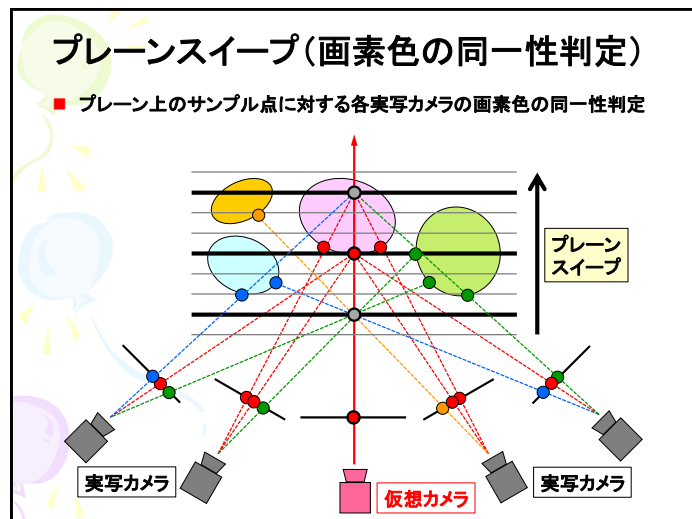 プレーンスイープ（画素色の同一性判定）
プレーン上のサンプル点に対する各実写カメラの画素色の同一性判定
プレーン
スイープ
実写カメラ
仮想カメラ
実写カメラ